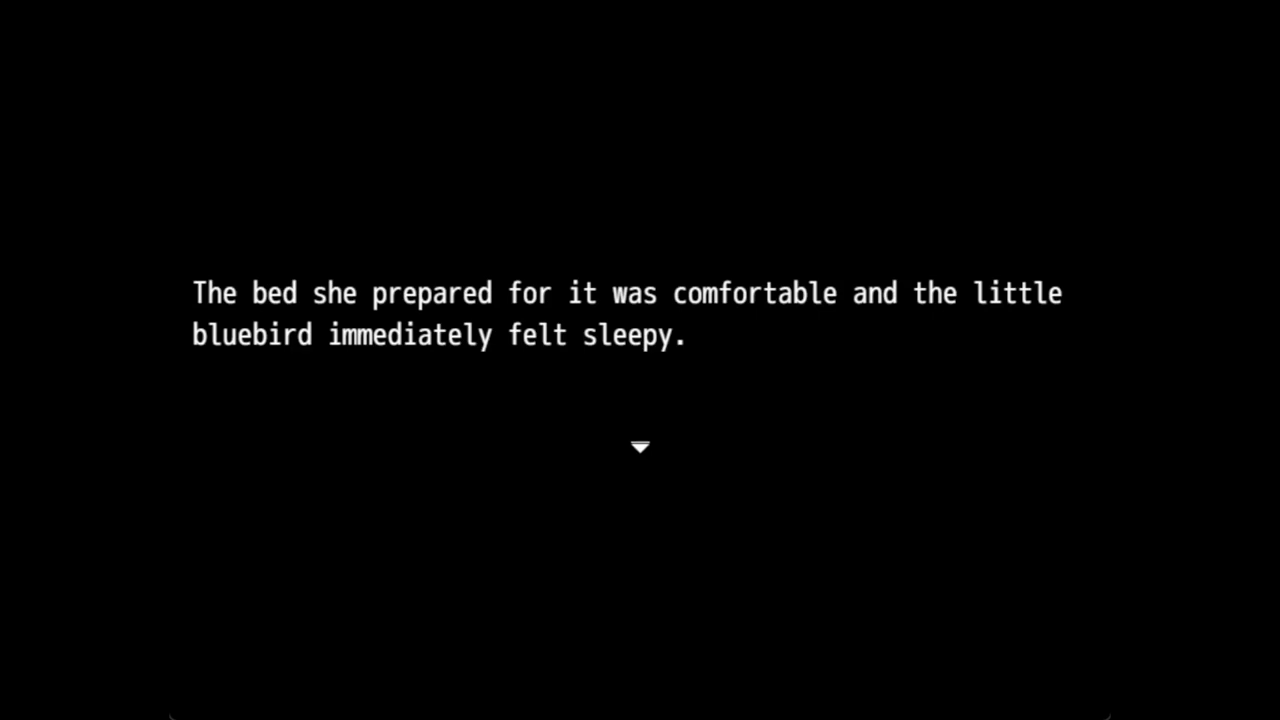 The bed she prepared for it was comfortable and the little
bluebird immediately felt sleepy.